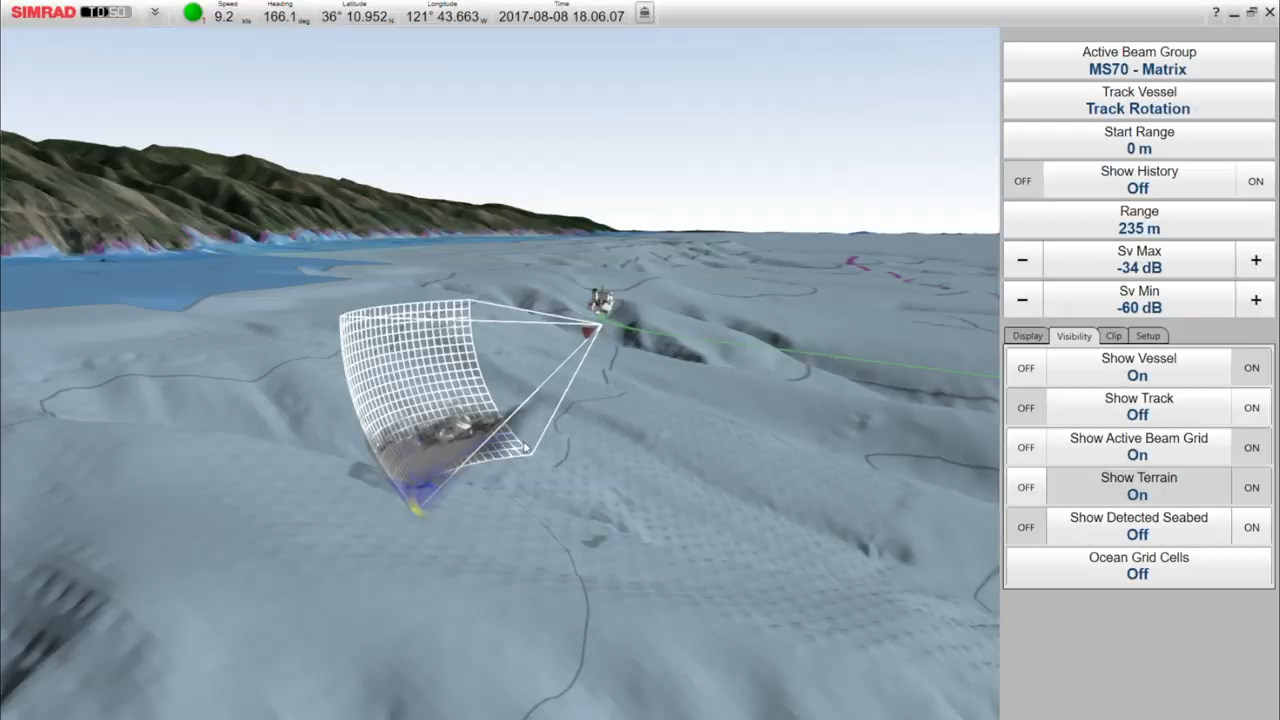 SIMRAD TD50
Speed
9.2 kts
Heading
166.1 deg
Latitude
36° 10.952 N
Longitude
121° 43.663 W
Time
2017-08-08 18.06.07
?
1
Active Beam Group
MS70 - Matrix
Track Vessel
Track Rotation
Start Range
0 m
OFF Show History ON
Off
Range
235 m
− Sv Max +
-34 dB
− Sv Min +
-60 dB
Display Visibility Clip Setup
OFF Show Vessel ON
On
OFF Show Track ON
Off
OFF Show Active Beam Grid ON
On
OFF Show Terrain ON
On
OFF Show Detected Seabed ON
Off
Ocean Grid Cells
Off